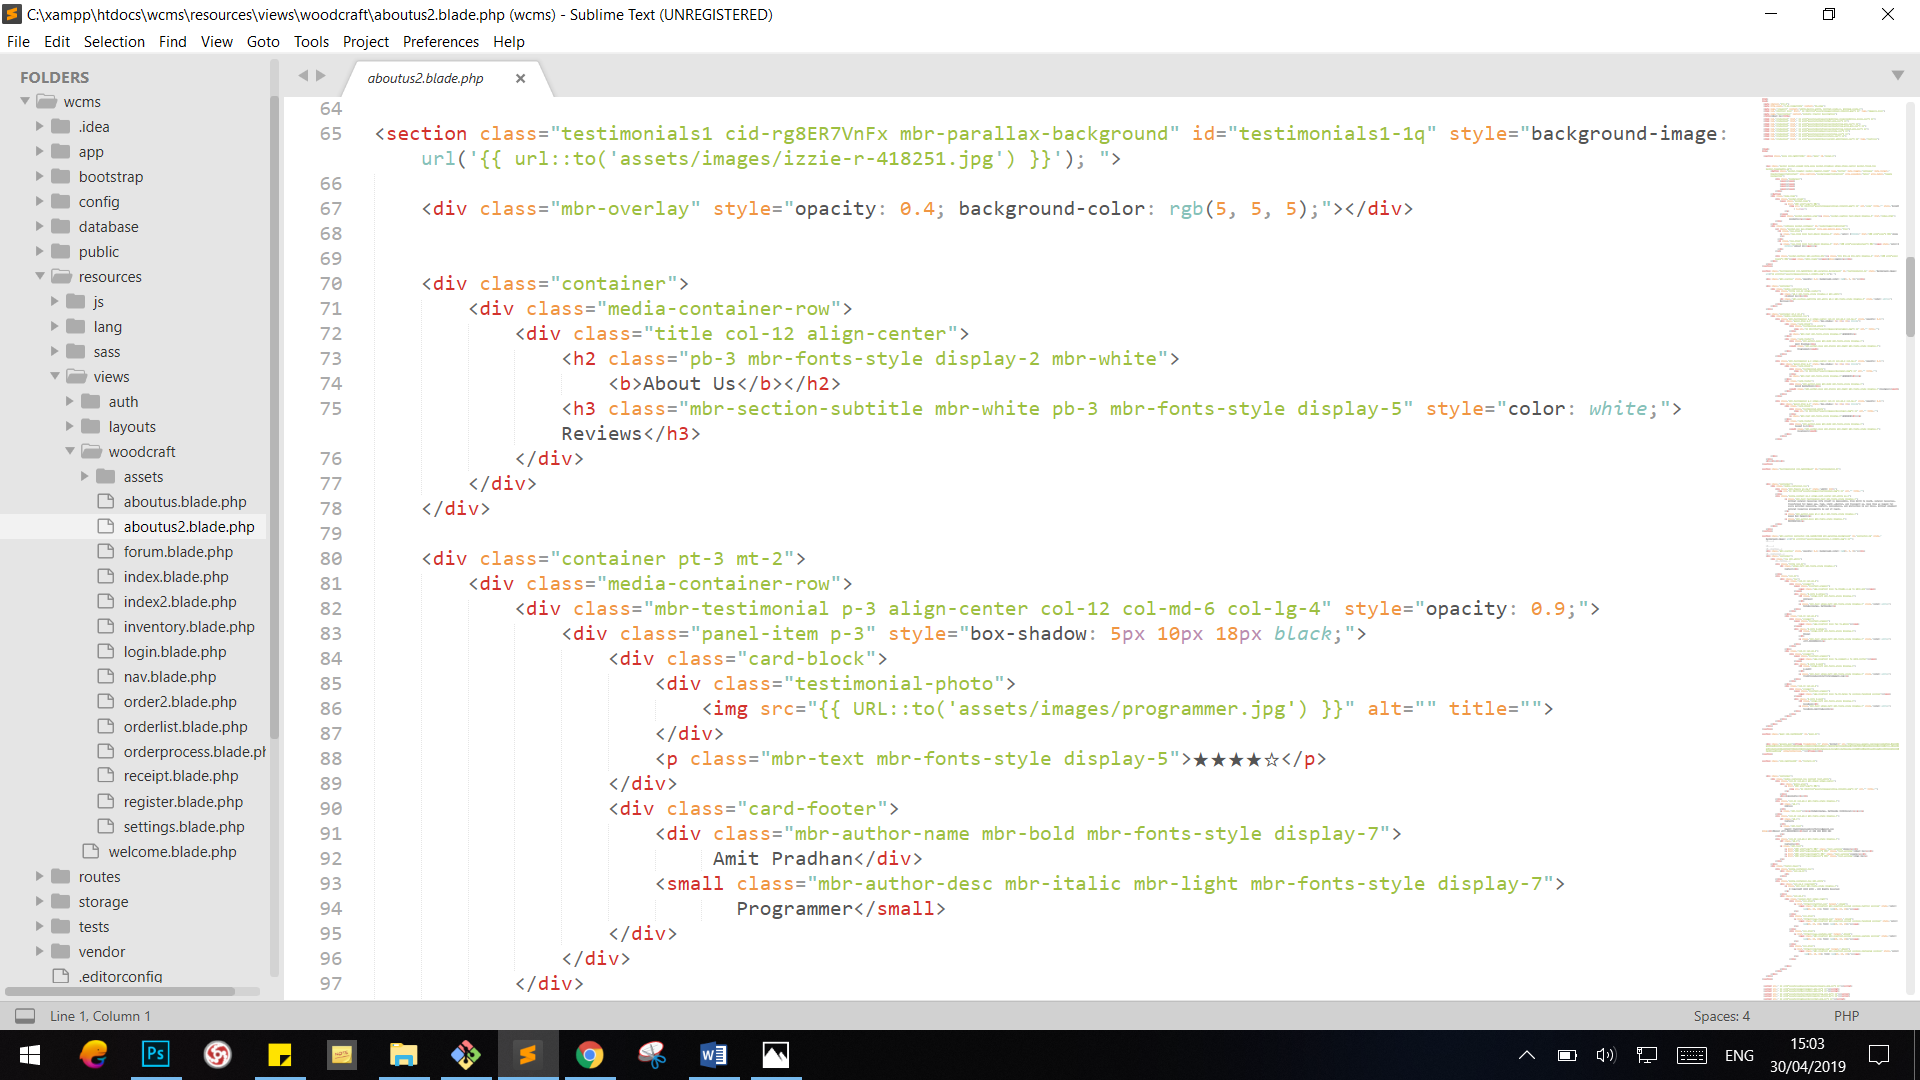 C:\xampp\htdocs\wcms\resources\views\woodcraft\aboutus2.blade.php (wcms) - Sublime Text (UNREGISTERED)
File Edit Selection Find View Goto Tools Project Preferences Help
FOLDERS
wcms
.idea
app
bootstrap
config
database
public
resources
js
lang
sass
views
auth
layouts
woodcraft
assets
aboutus.blade.php
aboutus2.blade.php
forum.blade.php
index.blade.php
index2.blade.php
inventory.blade.php
login.blade.php
nav.blade.php
order2.blade.php
orderlist.blade.php
orderprocess.blade.ph
receipt.blade.php
register.blade.php
settings.blade.php
welcome.blade.php
routes
storage
tests
vendor
.editorconfig
aboutus2.blade.php
64
65 <section class="testimonials1 cid-rg8ER7VnFx mbr-parallax-background" id="testimonials1-1q" style="background-image:
url('{{ url::to('assets/images/izzie-r-418251.jpg') }}'); ">
66
67 <div class="mbr-overlay" style="opacity: 0.4; background-color: rgb(5, 5, 5);"></div>
68
69
70 <div class="container">
71 <div class="media-container-row">
72 <div class="title col-12 align-center">
73 <h2 class="pb-3 mbr-fonts-style display-2 mbr-white">
74 <b>About Us</b></h2>
75 <h3 class="mbr-section-subtitle mbr-white pb-3 mbr-fonts-style display-5" style="color: white;">
Reviews</h3>
76 </div>
77 </div>
78 </div>
79
80 <div class="container pt-3 mt-2">
81 <div class="media-container-row">
82 <div class="mbr-testimonial p-3 align-center col-12 col-md-6 col-lg-4" style="opacity: 0.9;">
83 <div class="panel-item p-3" style="box-shadow: 5px 10px 18px black;">
84 <div class="card-block">
85 <div class="testimonial-photo">
86 <img src="{{ URL::to('assets/images/programmer.jpg') }}" alt="" title="">
87 </div>
88 <p class="mbr-text mbr-fonts-style display-5">★★★★☆</p>
89 </div>
90 <div class="card-footer">
91 <div class="mbr-author-name mbr-bold mbr-fonts-style display-7">
92 Amit Pradhan</div>
93 <small class="mbr-author-desc mbr-italic mbr-light mbr-fonts-style display-7">
94 Programmer</small>
95 </div>
96 </div>
97 </div>
Line 1, Column 1
Spaces: 4
PHP
Ps
ENG
15:03
30/04/2019